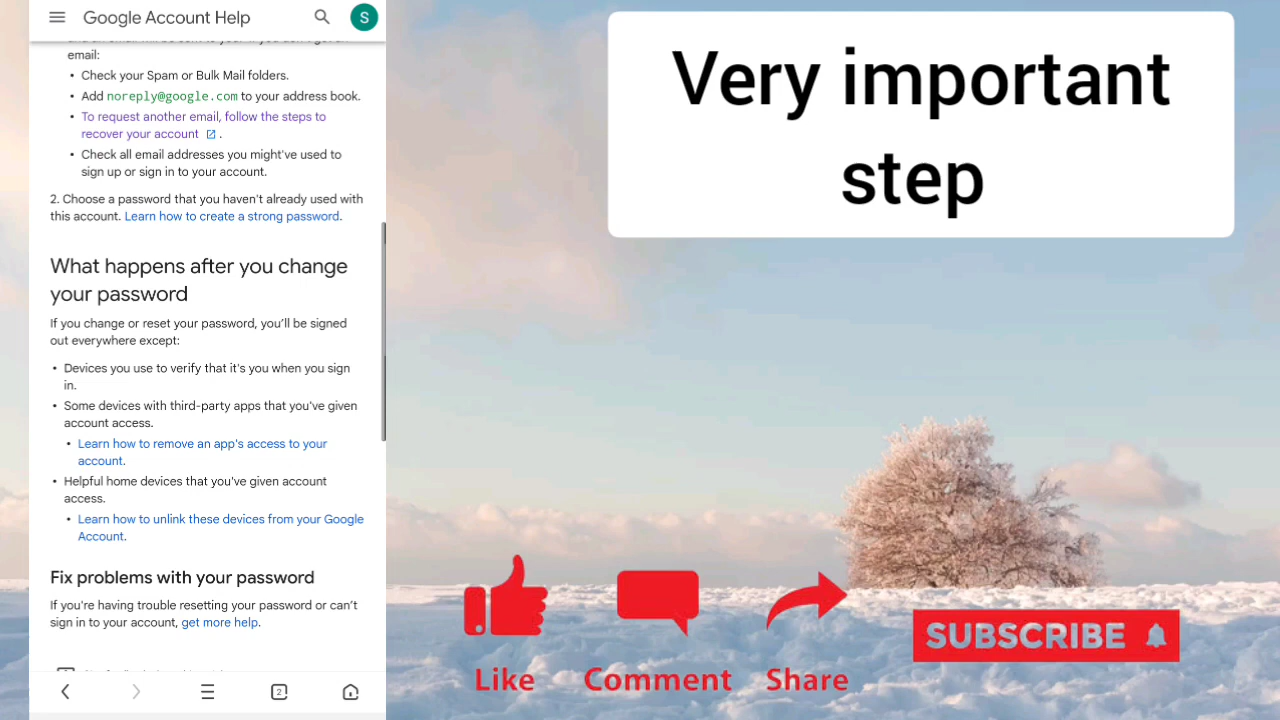 Google Account Help
S
email:
• Check your Spam or Bulk Mail folders.
• Add noreply@google.com to your address book.
• To request another email, follow the steps to
recover your account .
• Check all email addresses you might've used to
sign up or sign in to your account.
2. Choose a password that you haven't already used with
this account. Learn how to create a strong password.
What happens after you change
your password
If you change or reset your password, you'll be signed
out everywhere except:
• Devices you use to verify that it's you when you sign
in.
• Some devices with third-party apps that you've given
account access.
• Learn how to remove an app's access to your
account.
• Helpful home devices that you've given account
access.
• Learn how to unlink these devices from your Google
Account.
Fix problems with your password
If you're having trouble resetting your password or can't
sign in to your account, get more help.
2
Very important
step
Like
Comment
Share
SUBSCRIBE